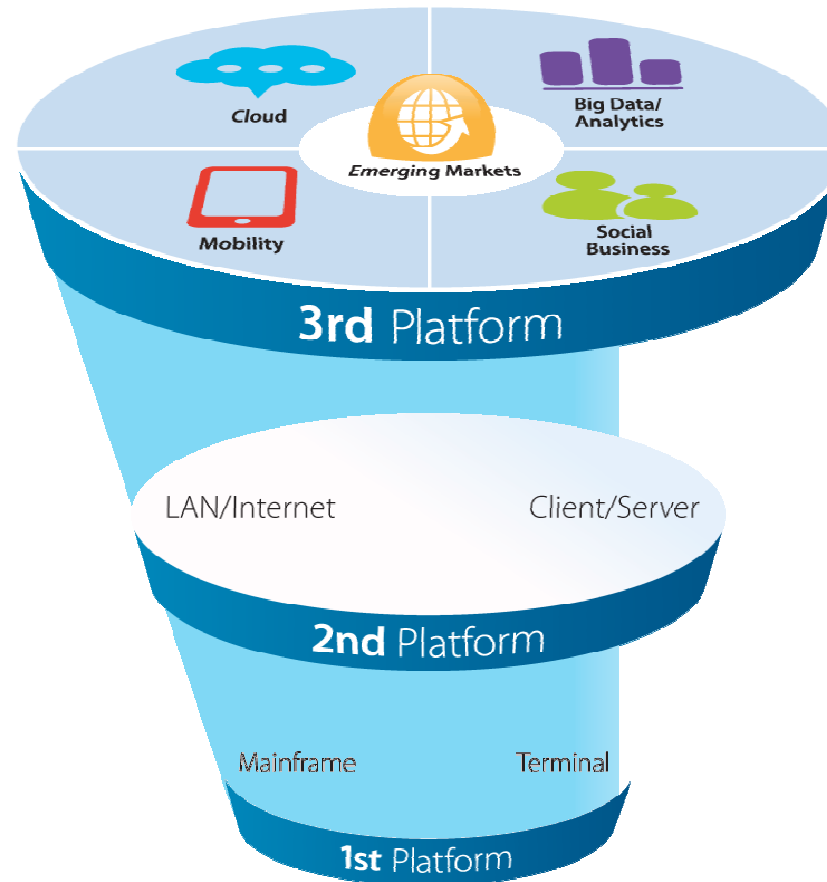 Cloud
Big Data/
Analytics
Emerging Markets
Mobility
Social
Business
3rd Platform
LAN/Internet
Client/Server
2nd Platform
Mainframe
Terminal
1st Platform